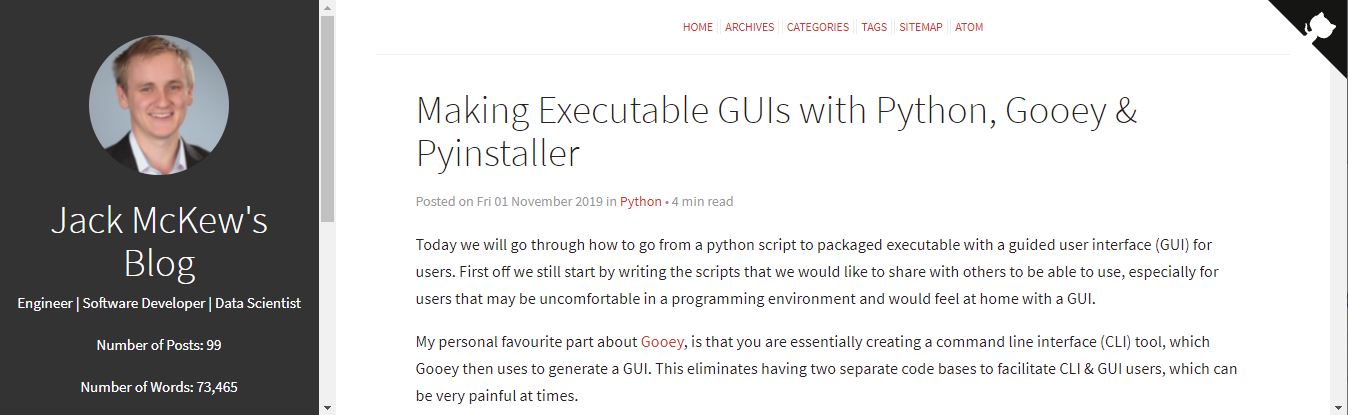 Jack McKew's
Blog
Engineer | Software Developer | Data Scientist
Number of Posts: 99
Number of Words: 73,465
HOME ARCHIVES CATEGORIES TAGS SITEMAP ATOM
Making Executable GUIs with Python, Gooey &
Pyinstaller
Posted on Fri 01 November 2019 in Python • 4 min read
Today we will go through how to go from a python script to packaged executable with a guided user interface (GUI) for
users. First off we still start by writing the scripts that we would like to share with others to be able to use, especially for
users that may be uncomfortable in a programming environment and would feel at home with a GUI.
My personal favourite part about Gooey, is that you are essentially creating a command line interface (CLI) tool, which
Gooey then uses to generate a GUI. This eliminates having two separate code bases to facilitate CLI & GUI users, which can
be very painful at times.